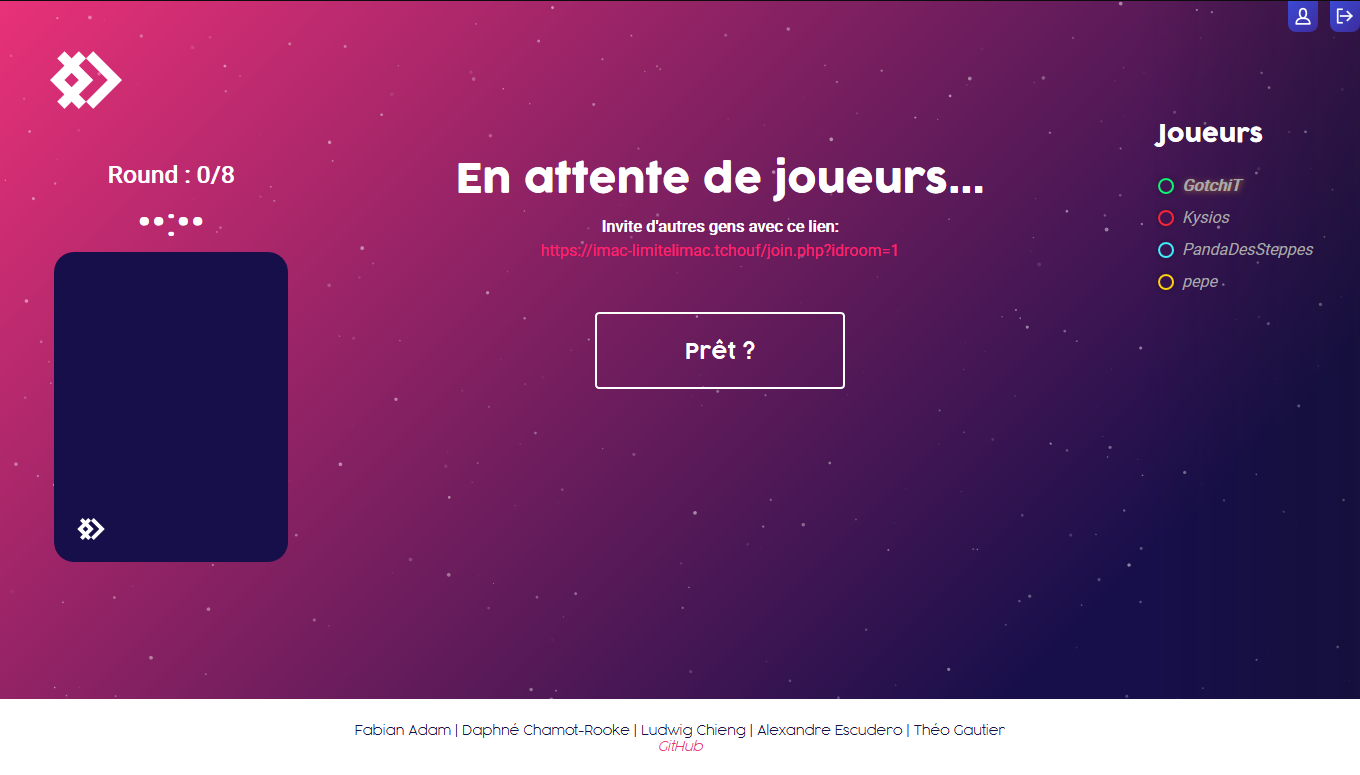 Round : 0/8
••:••
En attente de joueurs...
Invite d'autres gens avec ce lien:
https://imac-limitelimac.tchouf/join.php?idroom=1
Prêt ?
Joueurs
GotchiT
Kysios
PandaDesSteppes
pepe
Fabian Adam | Daphné Chamot-Rooke | Ludwig Chieng | Alexandre Escudero | Théo Gautier
GitHub